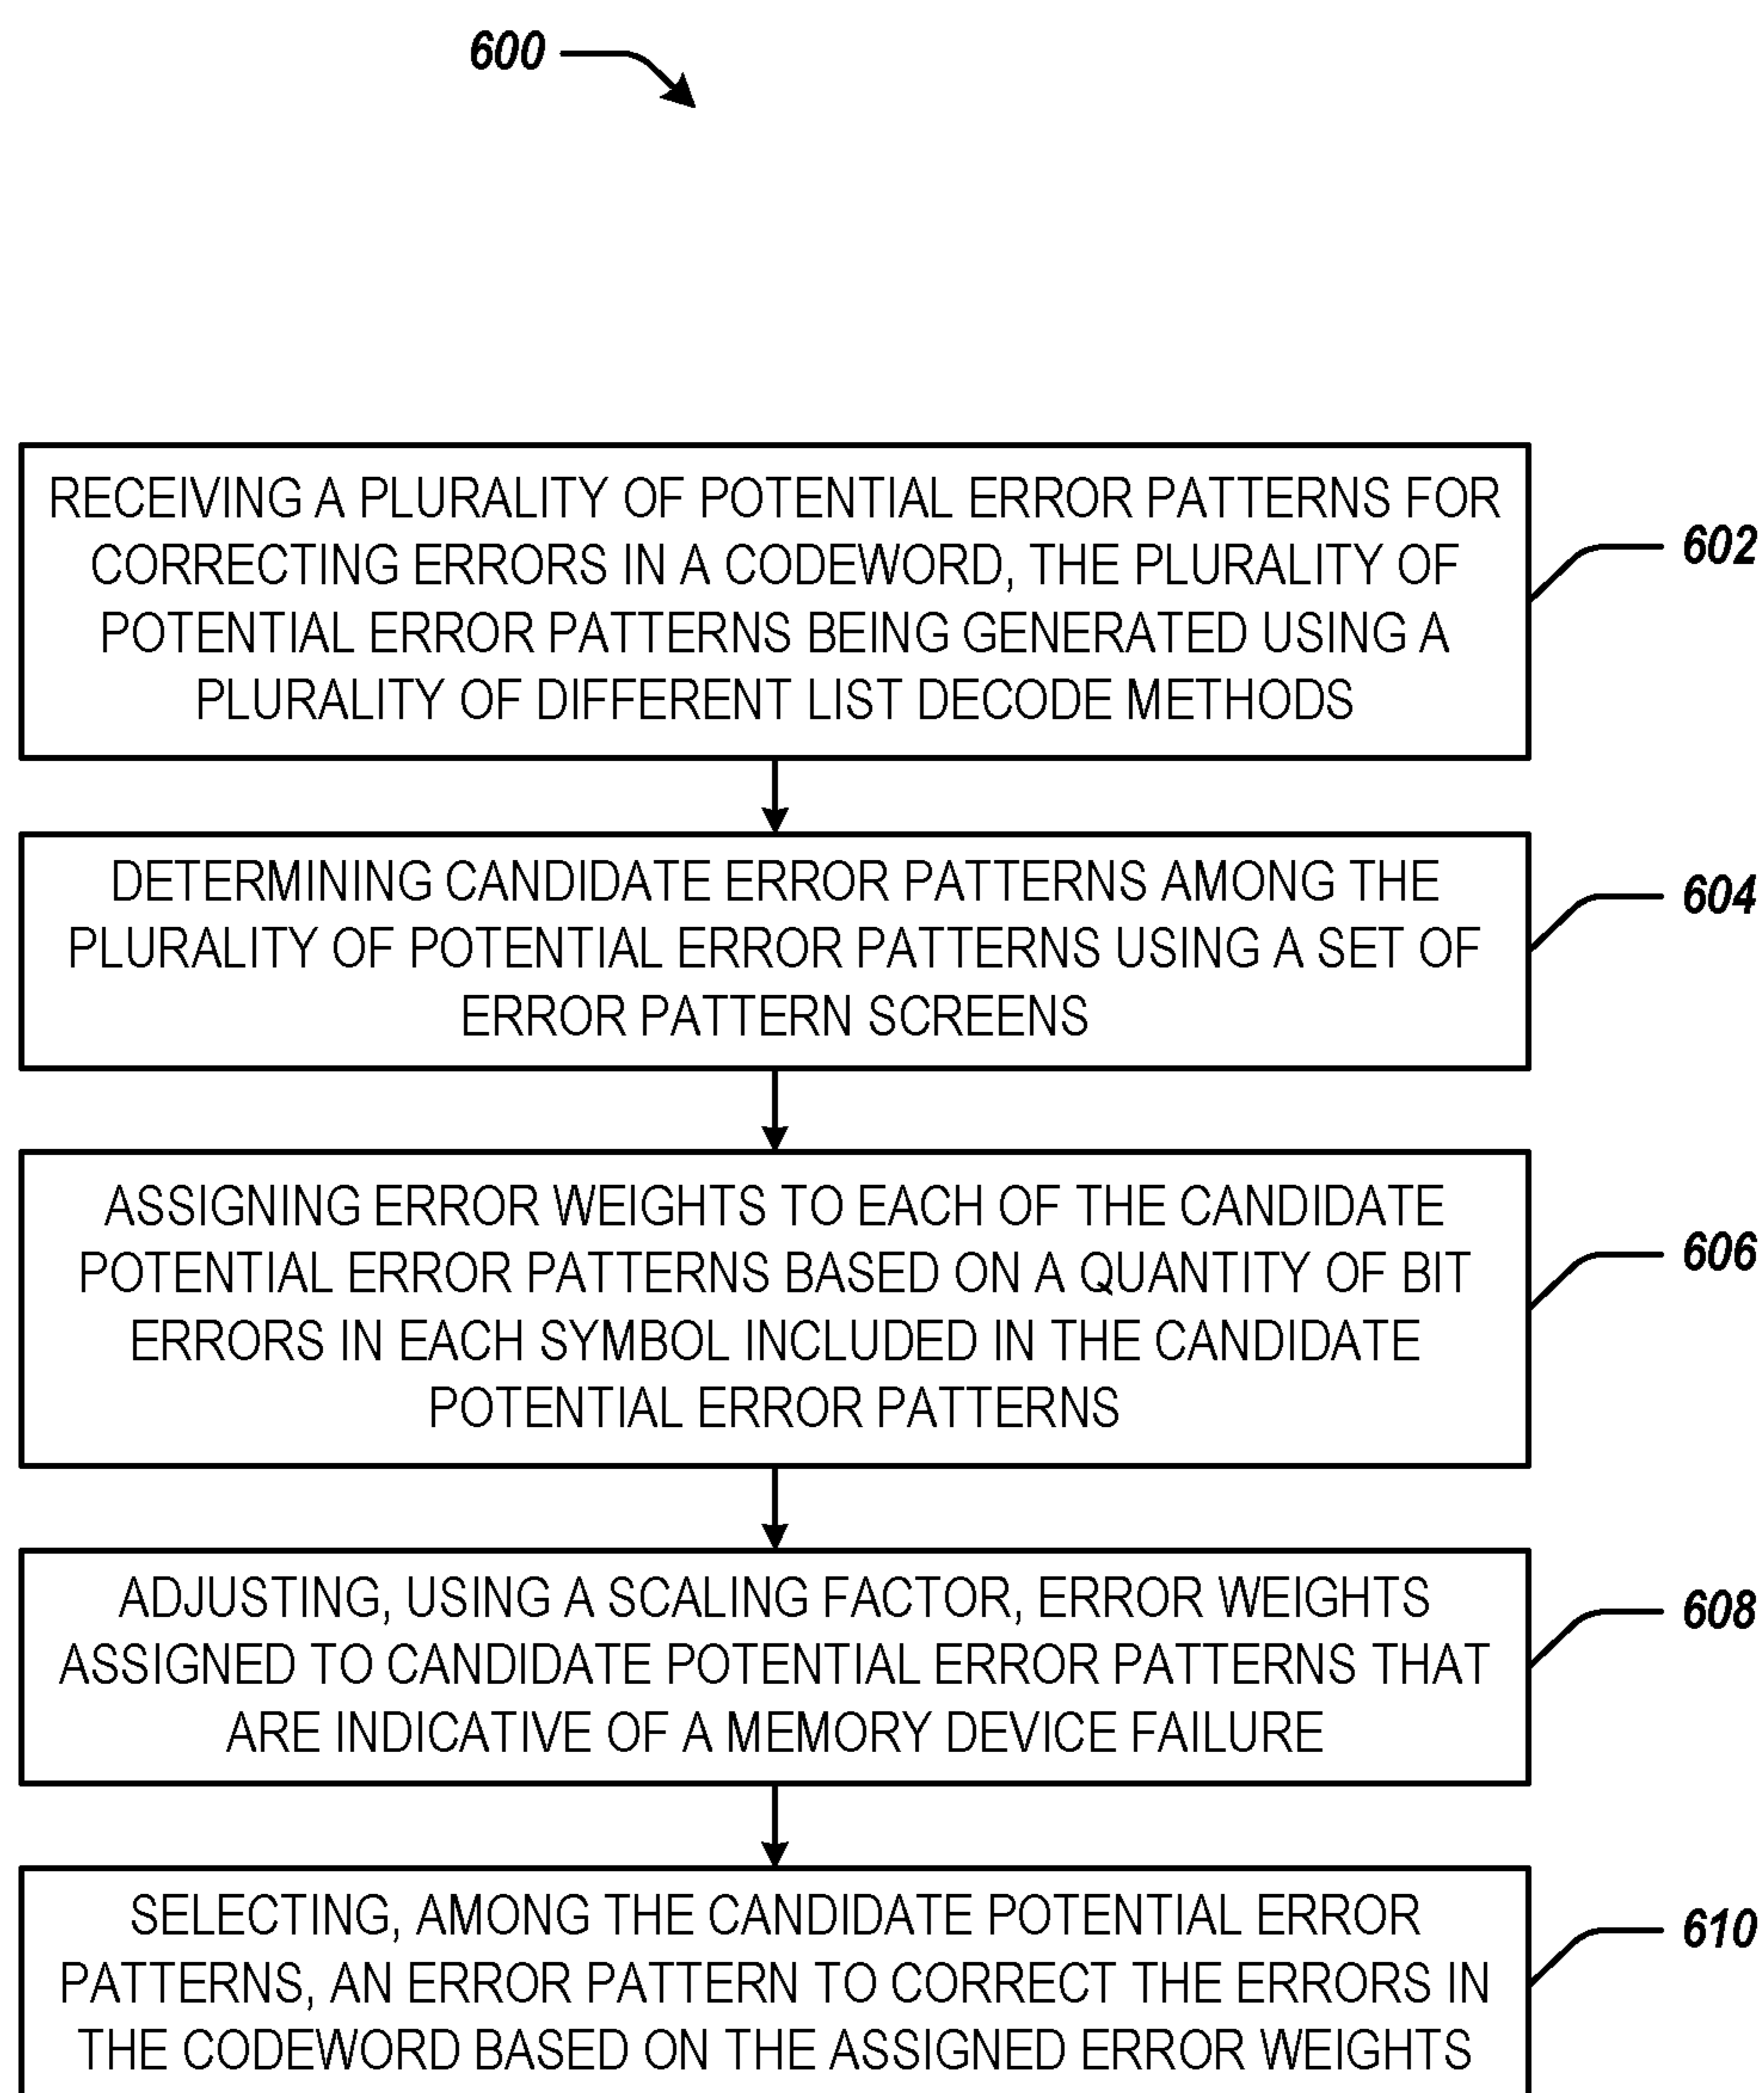 600
RECEIVING A PLURALITY OF POTENTIAL ERROR PATTERNS FOR
CORRECTING ERRORS IN A CODEWORD, THE PLURALITY OF
POTENTIAL ERROR PATTERNS BEING GENERATED USING A
PLURALITY OF DIFFERENT LIST DECODE METHODS
602
DETERMINING CANDIDATE ERROR PATTERNS AMONG THE
PLURALITY OF POTENTIAL ERROR PATTERNS USING A SET OF
ERROR PATTERN SCREENS
604
ASSIGNING ERROR WEIGHTS TO EACH OF THE CANDIDATE
POTENTIAL ERROR PATTERNS BASED ON A QUANTITY OF BIT
ERRORS IN EACH SYMBOL INCLUDED IN THE CANDIDATE
POTENTIAL ERROR PATTERNS
606
ADJUSTING, USING A SCALING FACTOR, ERROR WEIGHTS
ASSIGNED TO CANDIDATE POTENTIAL ERROR PATTERNS THAT
ARE INDICATIVE OF A MEMORY DEVICE FAILURE
608
SELECTING, AMONG THE CANDIDATE POTENTIAL ERROR
PATTERNS, AN ERROR PATTERN TO CORRECT THE ERRORS IN
THE CODEWORD BASED ON THE ASSIGNED ERROR WEIGHTS
610